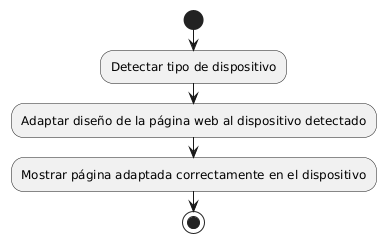 Detectar tipo de dispositivo
Adaptar diseño de la página web al dispositivo detectado
Mostrar página adaptada correctamente en el dispositivo